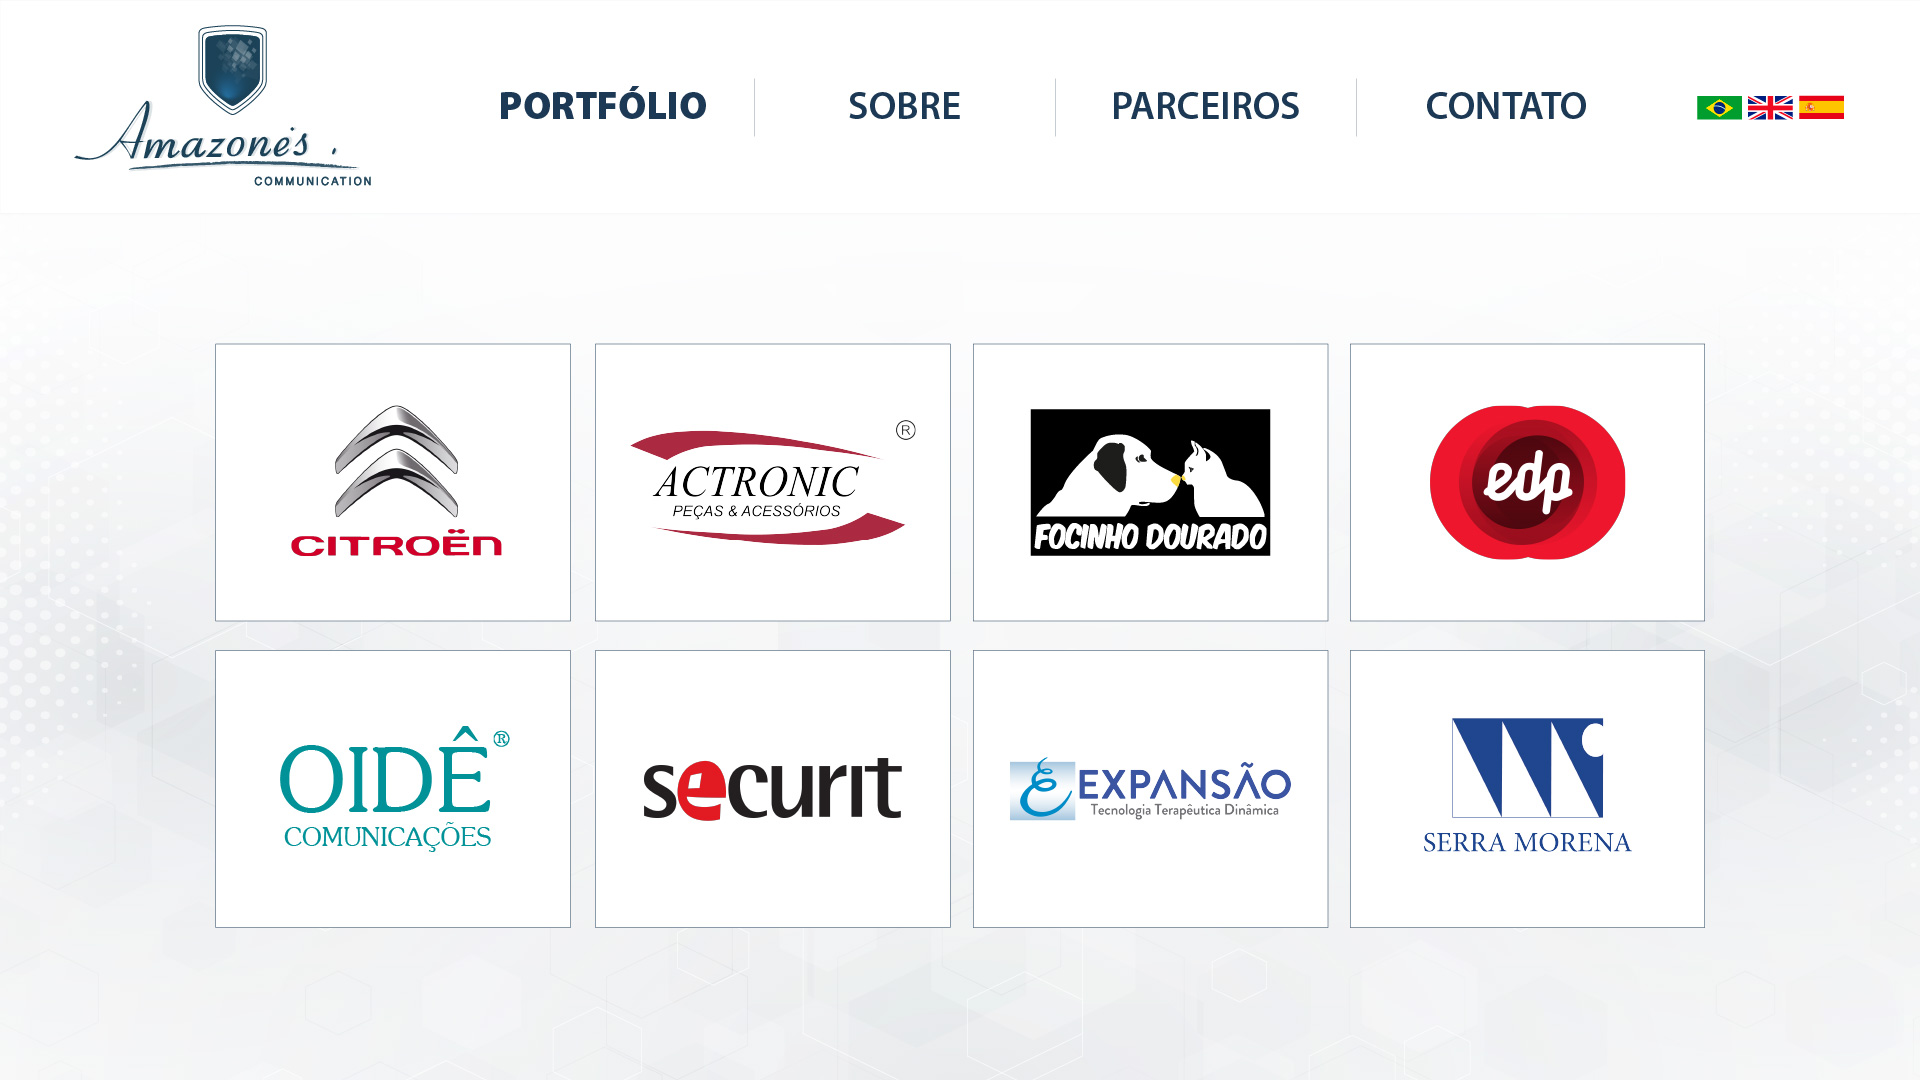 Amazone's
COMMUNICATION
PORTFÓLIO
SOBRE
PARCEIROS
CONTATO
CITROËN
ACTRONIC ®
PEÇAS & ACESSÓRIOS
FOCINHO DOURADO
edp
OIDÊ ®
COMUNICAÇÕES
securit
EXPANSÃO
Tecnologia Terapêutica Dinâmica
SERRA MORENA